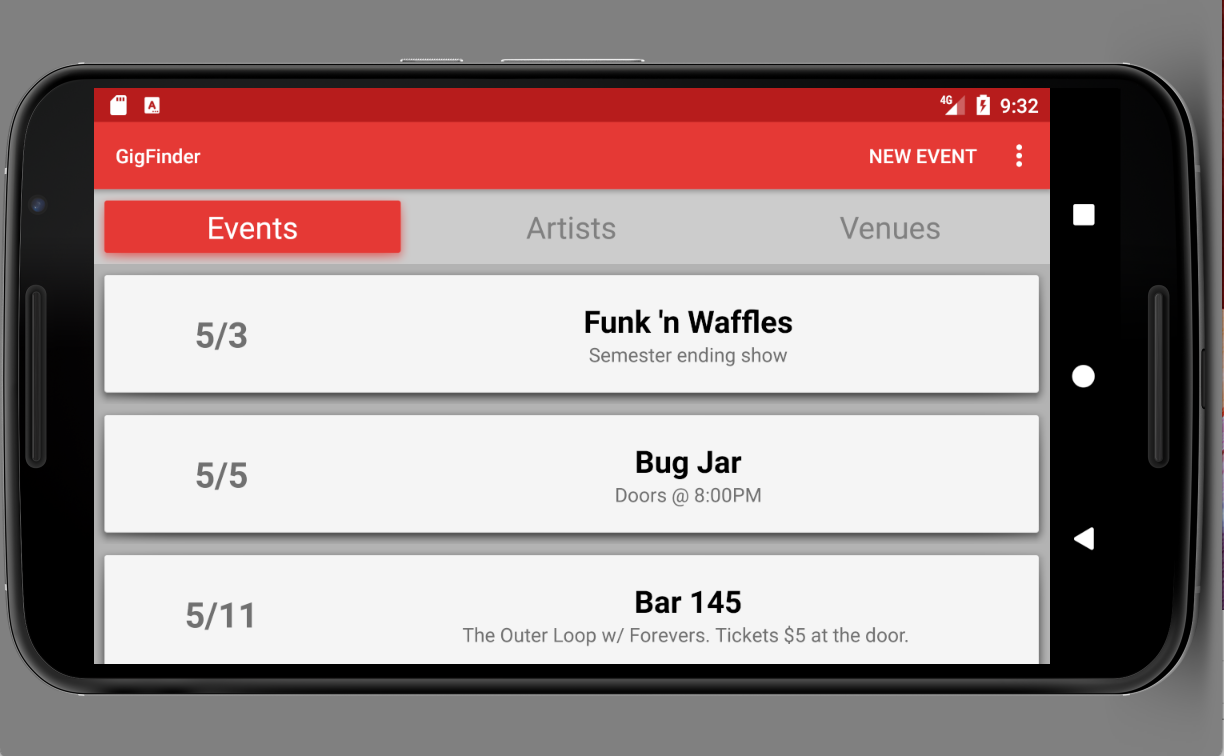 4G 9:32
GigFinder NEW EVENT
Events Artists Venues
5/3
Funk 'n Waffles
Semester ending show
5/5
Bug Jar
Doors @ 8:00PM
5/11
Bar 145
The Outer Loop w/ Forevers. Tickets $5 at the door.